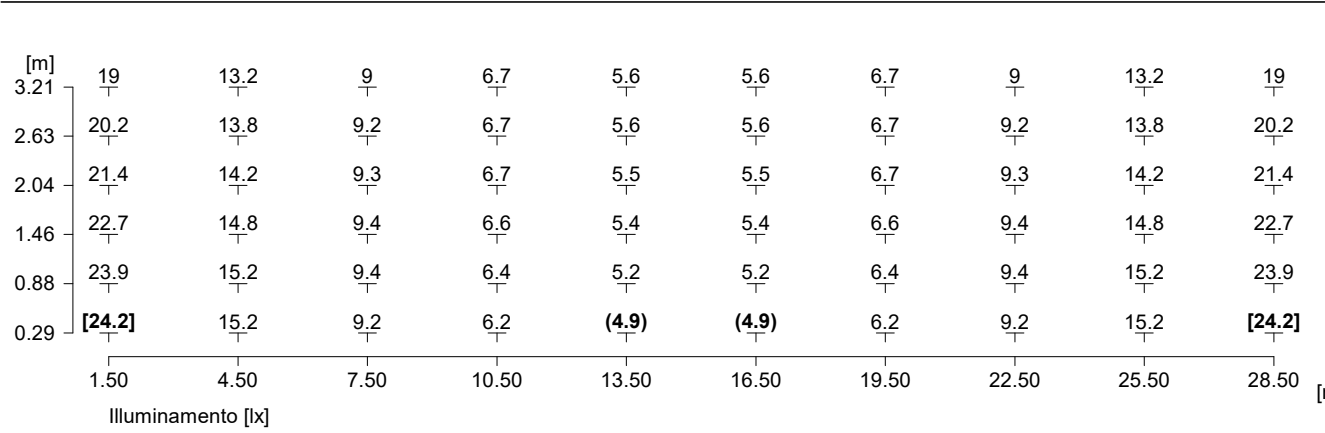 [m]
3.21 19 13.2 9 6.7 5.6 5.6 6.7 9 13.2 19
2.63 20.2 13.8 9.2 6.7 5.6 5.6 6.7 9.2 13.8 20.2
2.04 21.4 14.2 9.3 6.7 5.5 5.5 6.7 9.3 14.2 21.4
1.46 22.7 14.8 9.4 6.6 5.4 5.4 6.6 9.4 14.8 22.7
0.88 23.9 15.2 9.4 6.4 5.2 5.2 6.4 9.4 15.2 23.9
0.29 [24.2] 15.2 9.2 6.2 (4.9) (4.9) 6.2 9.2 15.2 [24.2]
1.50 4.50 7.50 10.50 13.50 16.50 19.50 22.50 25.50 28.50
Illuminamento [lx]